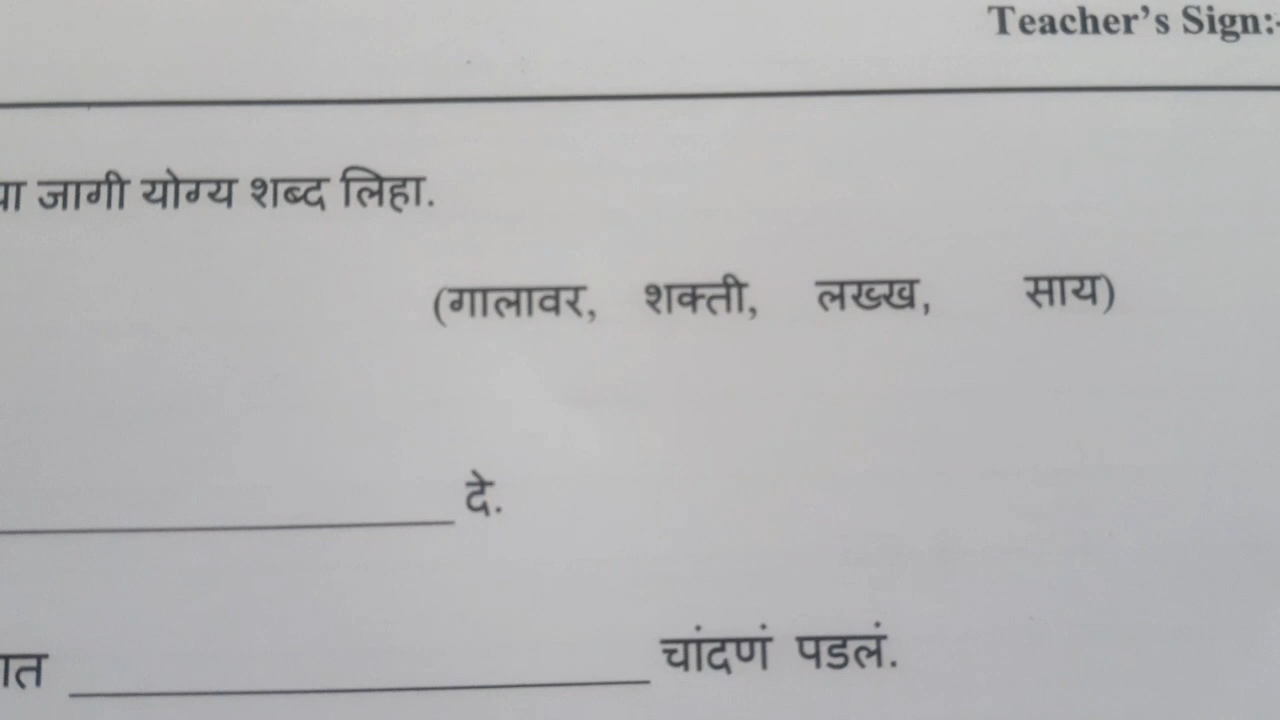 Teacher's Sign:-
जागी योग्य शब्द लिहा.
(गालावर, शक्ती, लख्ख, साय)
दे.
चांदणं पडलं.